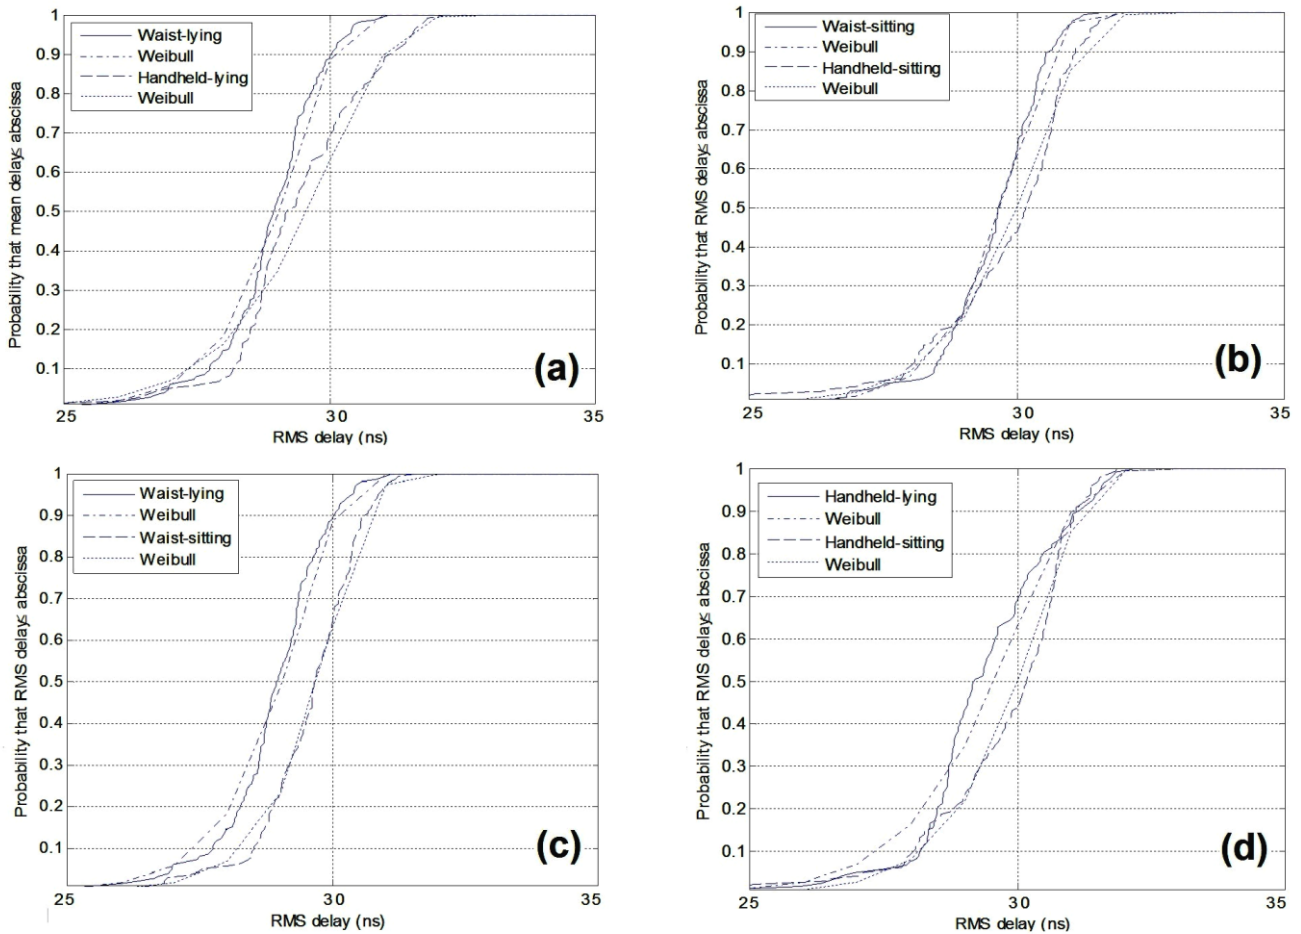 Waist-lying
Weibull
Handheld-lying
Weibull
Probability that mean delay≤ abscissa
1
0.9
0.8
0.7
0.6
0.5
0.4
0.3
0.2
0.1
25
30
35
RMS delay (ns)
(a)
Waist-sitting
Weibull
Handheld-sitting
Weibull
Probability that RMS delay≤ abscissa
1
0.9
0.8
0.7
0.6
0.5
0.4
0.3
0.2
0.1
25
30
35
RMS delay (ns)
(b)
Waist-lying
Weibull
Waist-sitting
Weibull
Probability that RMS delay≤ abscissa
1
0.9
0.8
0.7
0.6
0.5
0.4
0.3
0.2
0.1
25
30
35
RMS delay (ns)
(c)
Handheld-lying
Weibull
Handheld-sitting
Weibull
Probability that RMS delay≤ abscissa
1
0.9
0.8
0.7
0.6
0.5
0.4
0.3
0.2
0.1
25
30
35
RMS delay (ns)
(d)